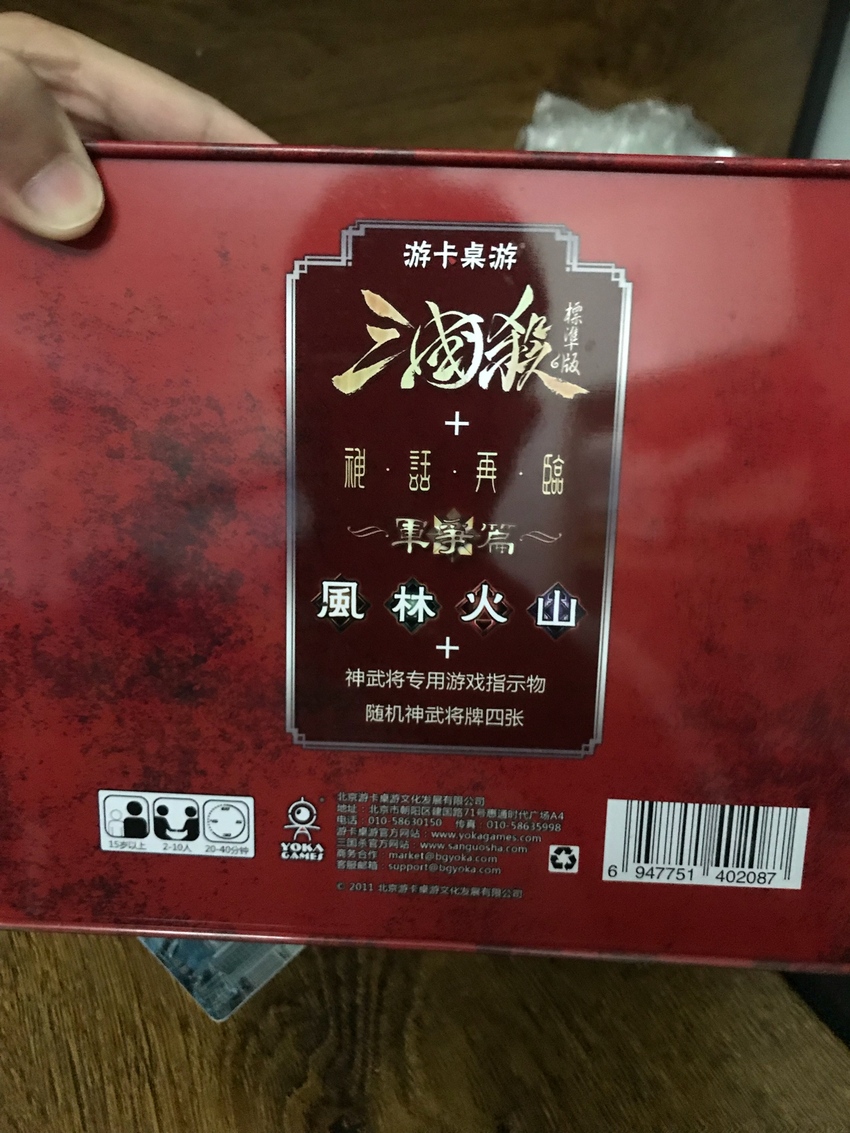 游卡桌游
三國殺 標準版
+
神·話·再·臨
軍爭篇
風林火山
+
神武将专用游戏指示物
随机神武将牌四张
15岁以上 2-10人 20-40分钟
YOKA
GAMES
北京游卡桌游文化发展有限公司
地址：北京市朝阳区建国路71号惠通时代广场A4
电话：010-58630150 传真：010-58635998
游卡桌游官方网站：www.yokagames.com
三国杀官方网站：www.sanguosha.com
商务合作：market@bgyoka.com
客服邮箱：support@bgyoka.com
© 2011 北京游卡桌游文化发展有限公司
6 947751 402087